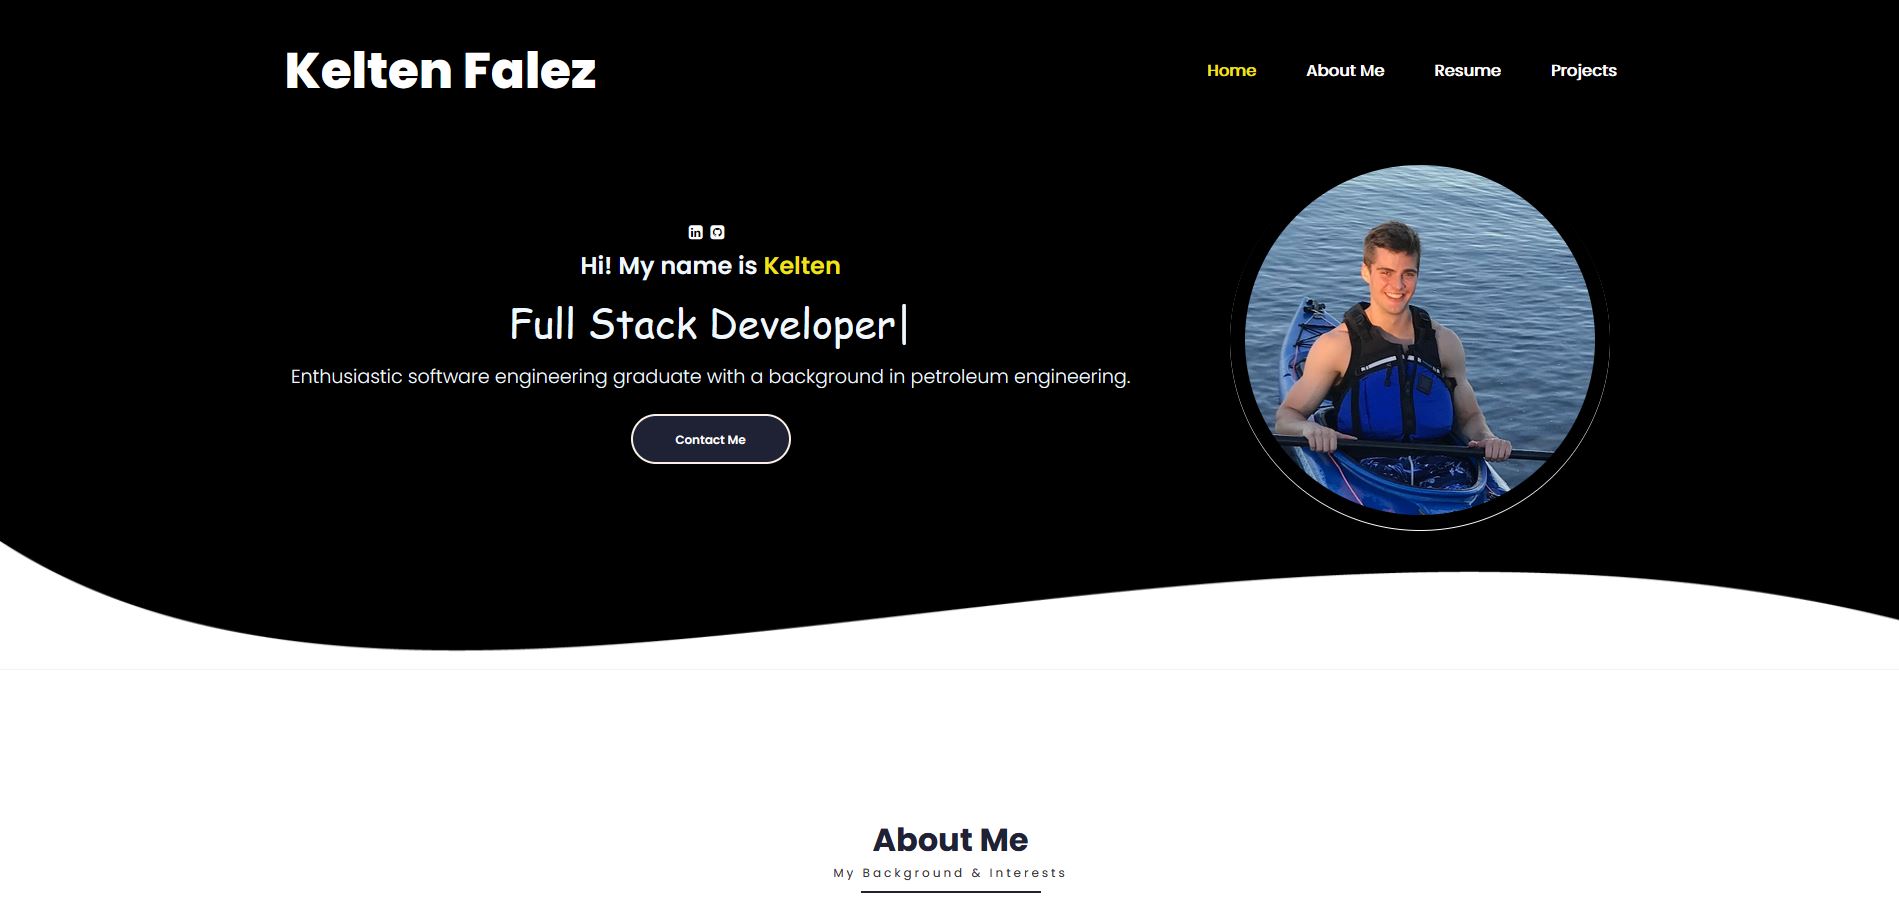 Kelten Falez
Home About Me Resume Projects
in
Hi! My name is Kelten
Full Stack Developer|
Enthusiastic software engineering graduate with a background in petroleum engineering.
Contact Me
About Me
My Background & Interests